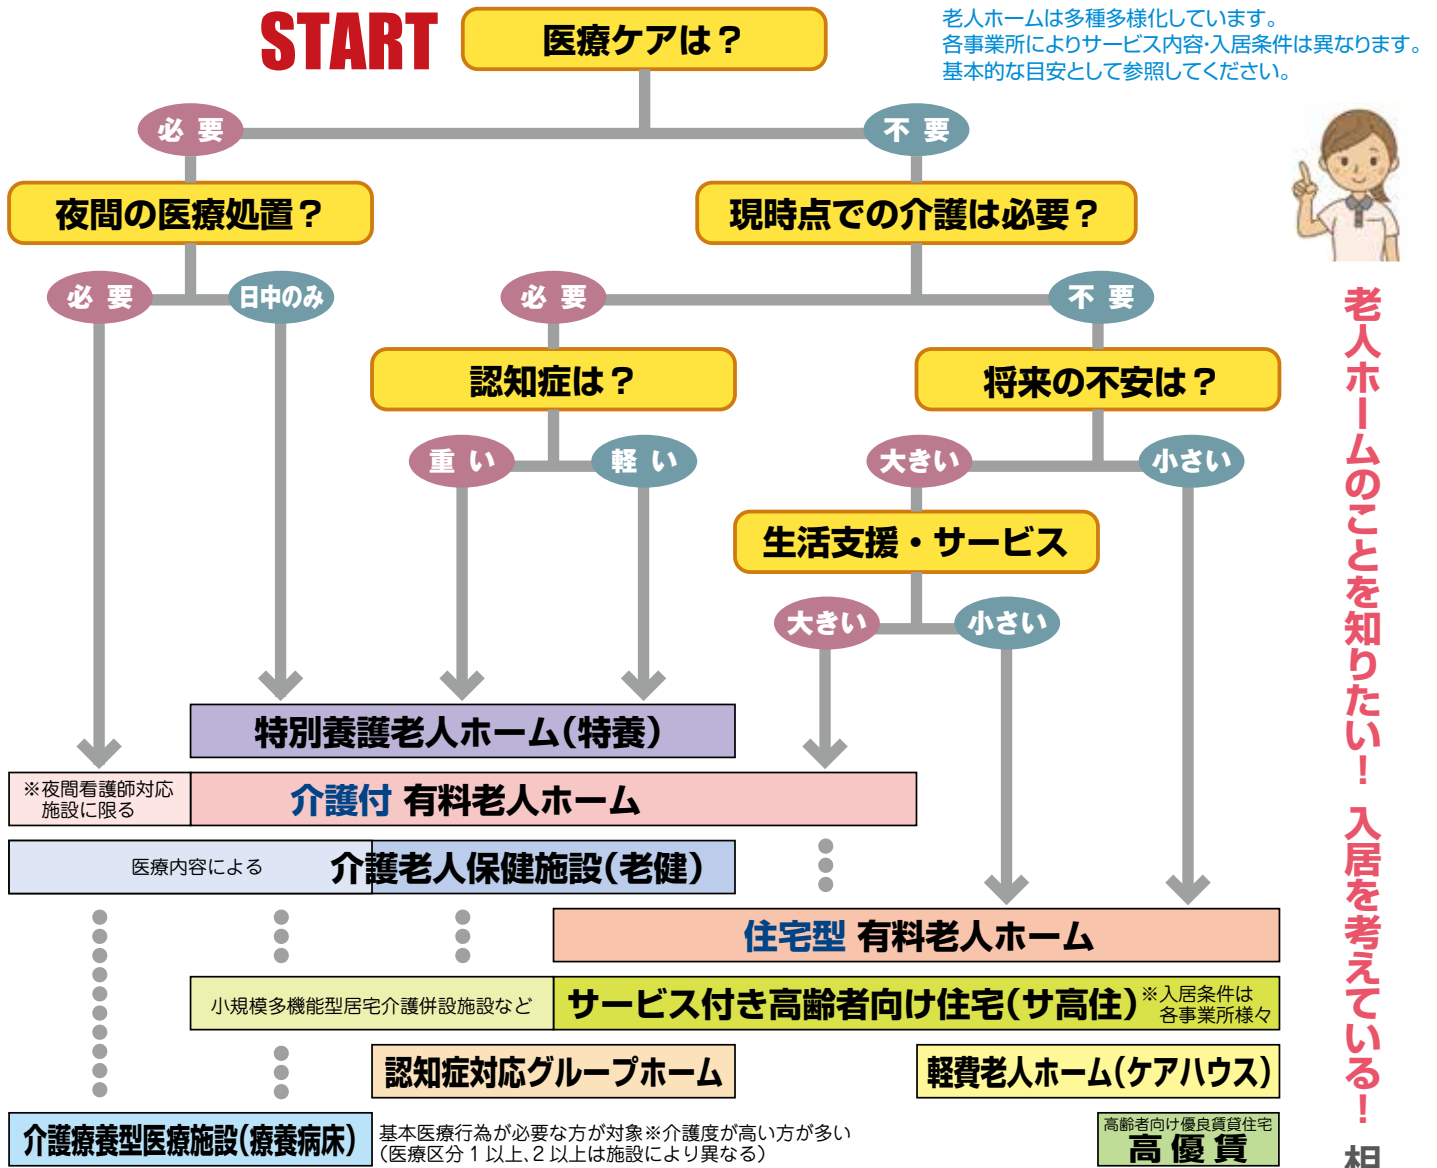 START
医療ケアは？
老人ホームは多種多様化しています。
各事業所によりサービス内容・入居条件は異なります。
基本的な目安として参照してください。
必 要
不 要
夜間の医療処置？
現時点での介護は必要？
必 要
日中のみ
必 要
不 要
認知症は？
将来の不安は？
重 い
軽 い
大きい
小さい
生活支援・サービス
大きい
小さい
特別養護老人ホーム（特養）
※夜間看護師対応
施設に限る
介護付 有料老人ホーム
医療内容による
介護老人保健施設（老健）
住宅型 有料老人ホーム
小規模多機能型居宅介護併設施設など
サービス付き高齢者向け住宅（サ高住）
※入居条件は
各事業所様々
認知症対応グループホーム
軽費老人ホーム（ケアハウス）
介護療養型医療施設（療養病床）
基本医療行為が必要な方が対象※介護度が高い方が多い
（医療区分１以上、２以上は施設により異なる）
高齢者向け優良賃貸住宅
高優賃
老人ホームのことを知りたい！ 入居を考えている！ 相